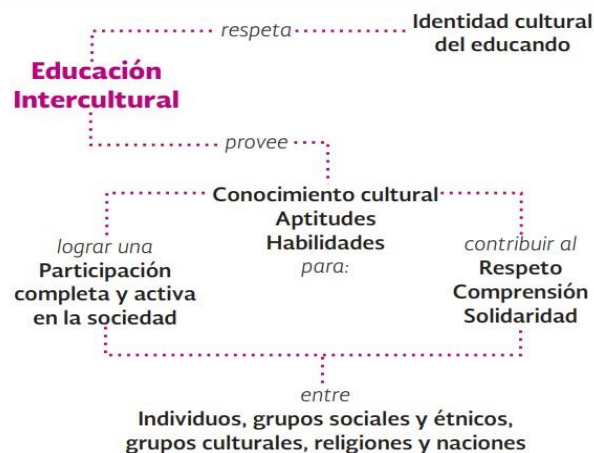 respeta
Identidad cultural
del educando
Educación
Intercultural
provee
Conocimiento cultural
Aptitudes
Habilidades
para:
lograr una
Participación
completa y activa
en la sociedad
contribuir al
Respeto
Comprensión
Solidaridad
entre
Individuos, grupos sociales y étnicos,
grupos culturales, religiones y naciones